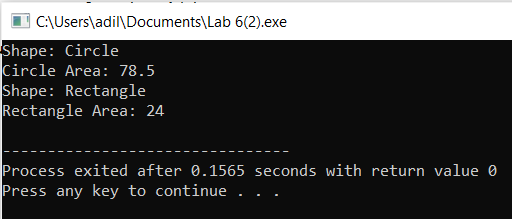 C:\Users\adil\Documents\Lab 6(2).exe
Shape: Circle
Circle Area: 78.5
Shape: Rectangle
Rectangle Area: 24
--------------------------------
Process exited after 0.1565 seconds with return value 0
Press any key to continue . . .